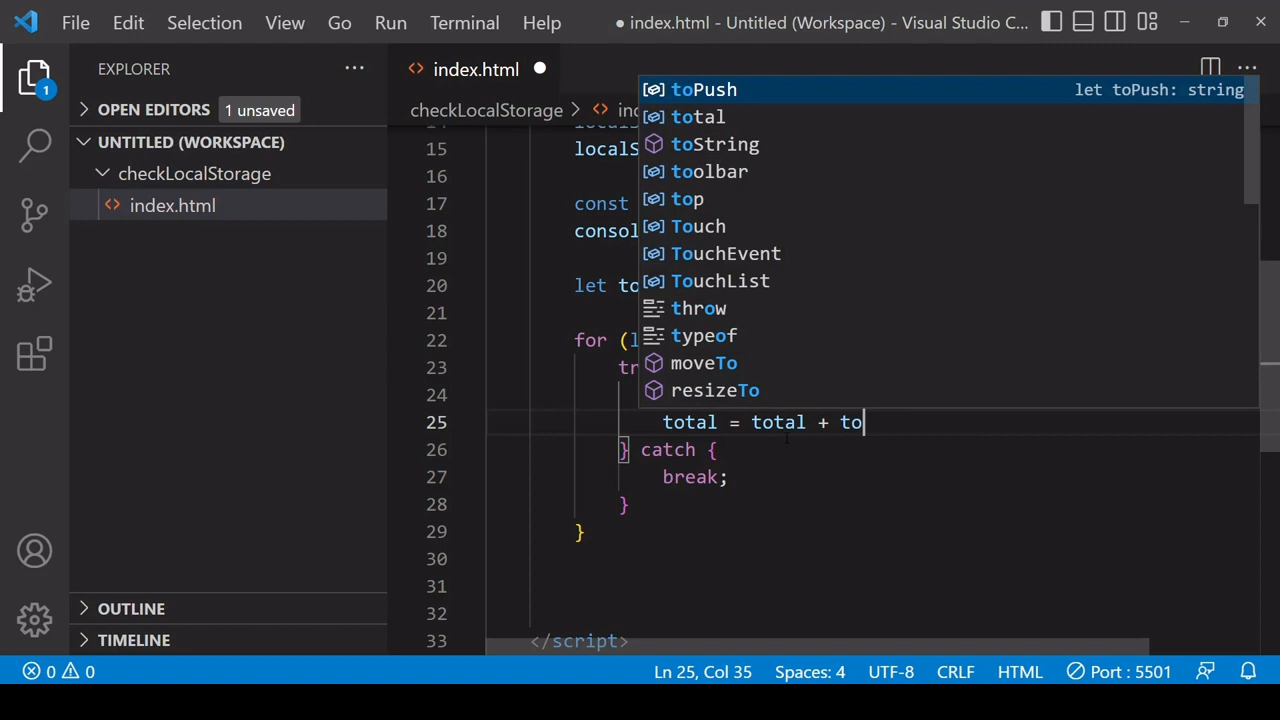 File Edit Selection View Go Run Terminal Help ● index.html - Untitled (Workspace) - Visual Studio C...
EXPLORER ...
index.html
1
OPEN EDITORS 1 unsaved
UNTITLED (WORKSPACE)
checkLocalStorage
index.html
OUTLINE
TIMELINE
checkLocalStorage >
toPush let toPush: string
total
toString
toolbar
top
Touch
TouchEvent
TouchList
throw
typeof
moveTo
resizeTo
15 localS
16
17 const
18 consol
19
20 let to
21
22 for (l
23 tr
24
25 total = total + to
26 } catch {
27 break;
28 }
29 }
30
31
32
33 </script>
0 0 Ln 25, Col 35 Spaces: 4 UTF-8 CRLF HTML Port : 5501